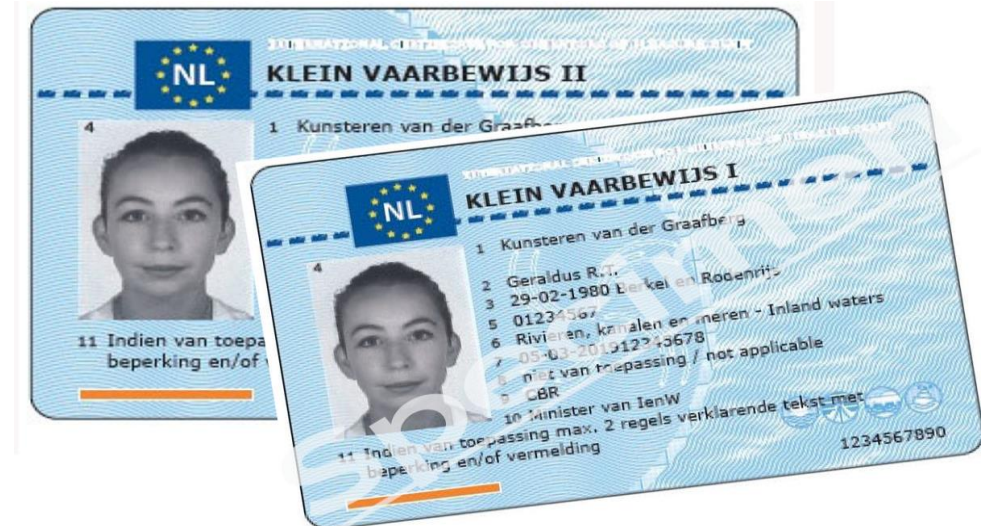 NL
KLEIN VAARBEWIJS II
4
1 Kunsteren van der
11 Indien van
beperking en/of
NL
KLEIN VAARBEWIJS I
4
1 Kunsteren van der Graafberg
2 Geraldus R.T.
3 29-02-1980 Berkel en Rodenrijs
5 01234567
6 Rivieren, kanalen en meren - Inland waters
7 05-03-201912345678
8 niet van toepassing / not applicable
9 CBR
10 Minister van IenW
11 Indien van toepassing max. 2 regels verklarende tekst met
beperking en/of vermelding
1234567890
Specimen